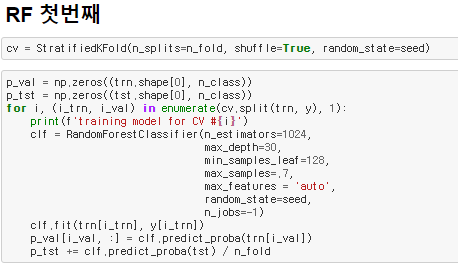 RF 첫번째
cv = StratifiedKFold(n_splits=n_fold, shuffle=True, random_state=seed)
p_val = np.zeros((trn.shape[0], n_class))
p_tst = np.zeros((tst.shape[0], n_class))
for i, (i_trn, i_val) in enumerate(cv.split(trn, y), 1):
    print(f'training model for CV #{i}')
    clf = RandomForestClassifier(n_estimators=1024,
                                 max_depth=30,
                                 min_samples_leaf=128,
                                 max_samples=.7,
                                 max_features = 'auto',
                                 random_state=seed,
                                 n_jobs=-1)
    clf.fit(trn[i_trn], y[i_trn])
    p_val[i_val, :] = clf.predict_proba(trn[i_val])
    p_tst += clf.predict_proba(tst) / n_fold